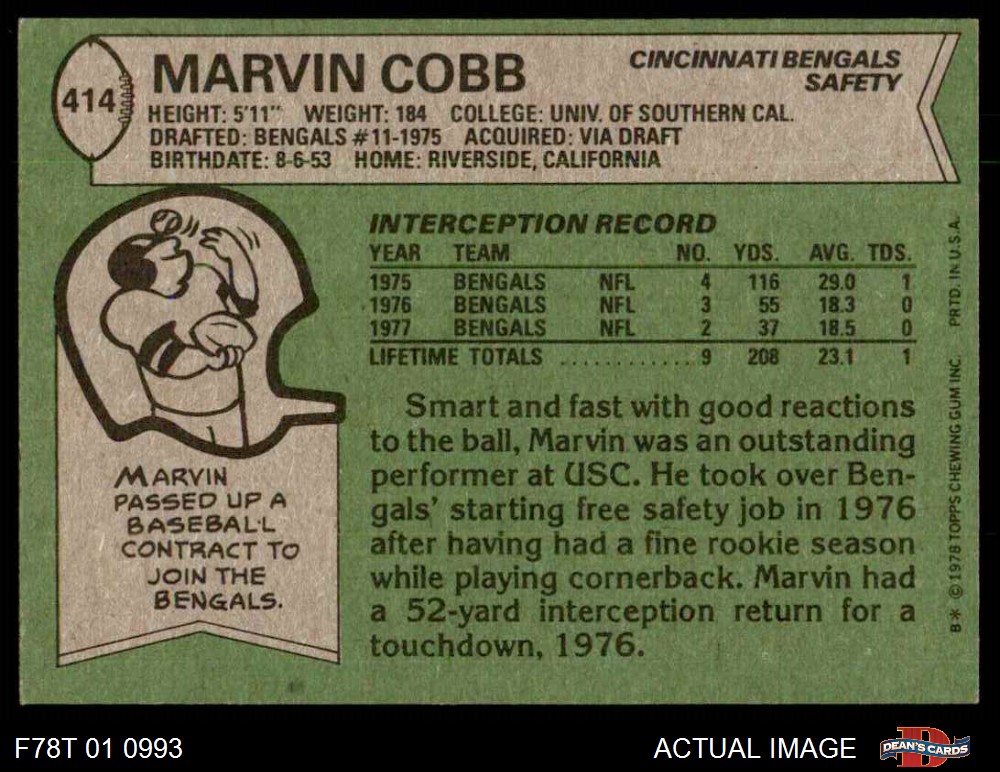 414
MARVIN COBB
CINCINNATI BENGALS
SAFETY
HEIGHT: 5'11" WEIGHT: 184 COLLEGE: UNIV. OF SOUTHERN CAL.
DRAFTED: BENGALS #11-1975 ACQUIRED: VIA DRAFT
BIRTHDATE: 8-6-53 HOME: RIVERSIDE, CALIFORNIA
INTERCEPTION RECORD
YEAR TEAM NO. YDS. AVG. TDS.
1975 BENGALS NFL 4 116 29.0 1
1976 BENGALS NFL 3 55 18.3 0
1977 BENGALS NFL 2 37 18.5 0
LIFETIME TOTALS ............ 9 208 23.1 1
Smart and fast with good reactions
to the ball, Marvin was an outstanding
performer at USC. He took over Ben-
gals' starting free safety job in 1976
after having had a fine rookie season
while playing cornerback. Marvin had
a 52-yard interception return for a
touchdown, 1976.
MARVIN
PASSED UP A
BASEBALL
CONTRACT TO
JOIN THE
BENGALS.
B* © 1978 TOPPS CHEWING GUM INC. PRTD. IN U.S.A.
F78T 01 0993
ACTUAL IMAGE
DEAN'S CARDS